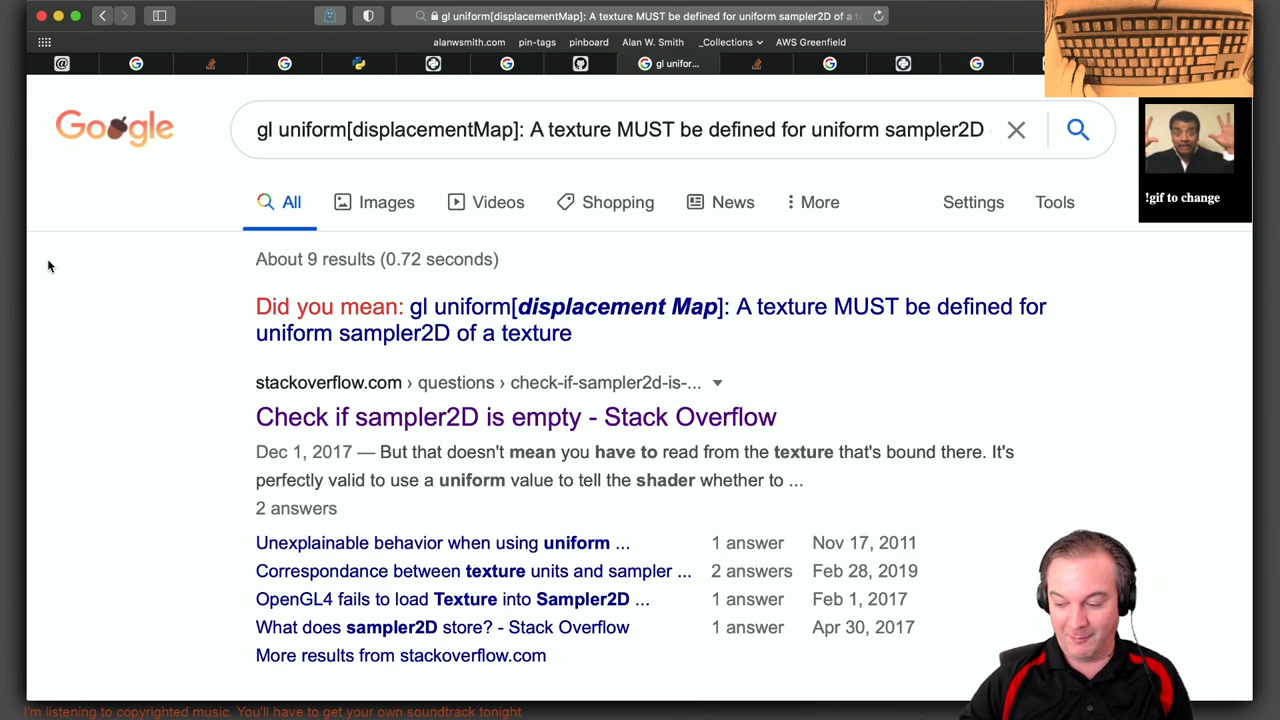 gl uniform[displacementMap]: A texture MUST be defined for uniform sampler2D of a
alanwsmith.com pin-tags pinboard Alan W. Smith _Collections AWS Greenfield
gl unifor...
Google
gl uniform[displacementMap]: A texture MUST be defined for uniform sampler2D
All Images Videos Shopping News More Settings Tools
!gif to change
About 9 results (0.72 seconds)
Did you mean: gl uniform[displacement Map]: A texture MUST be defined for
uniform sampler2D of a texture
stackoverflow.com › questions › check-if-sampler2d-is-...
Check if sampler2D is empty - Stack Overflow
Dec 1, 2017 — But that doesn't mean you have to read from the texture that's bound there. It's
perfectly valid to use a uniform value to tell the shader whether to ...
2 answers
Unexplainable behavior when using uniform ... 1 answer Nov 17, 2011
Correspondance between texture units and sampler ... 2 answers Feb 28, 2019
OpenGL4 fails to load Texture into Sampler2D ... 1 answer Feb 1, 2017
What does sampler2D store? - Stack Overflow 1 answer Apr 30, 2017
More results from stackoverflow.com
I'm listening to copyrighted music. You'll have to get your own soundtrack tonight